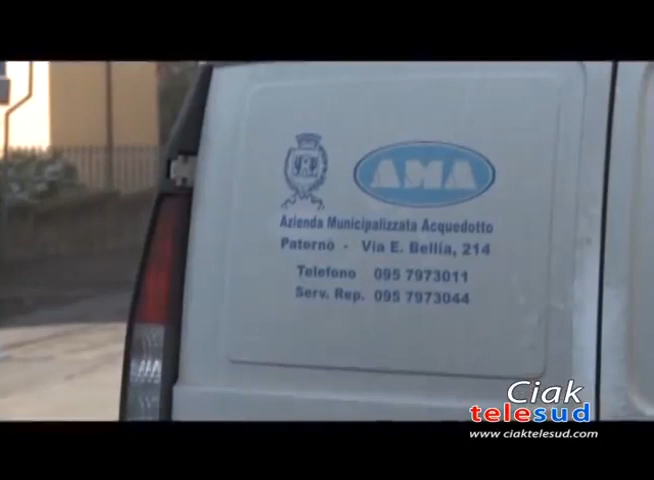 AMA
Azienda Municipalizzata Acquedotto
Paternò - Via E. Bellia, 214
Telefono 095 7973011
Serv. Rep. 095 7973044
Ciak
telesud
www.ciaktelesud.com